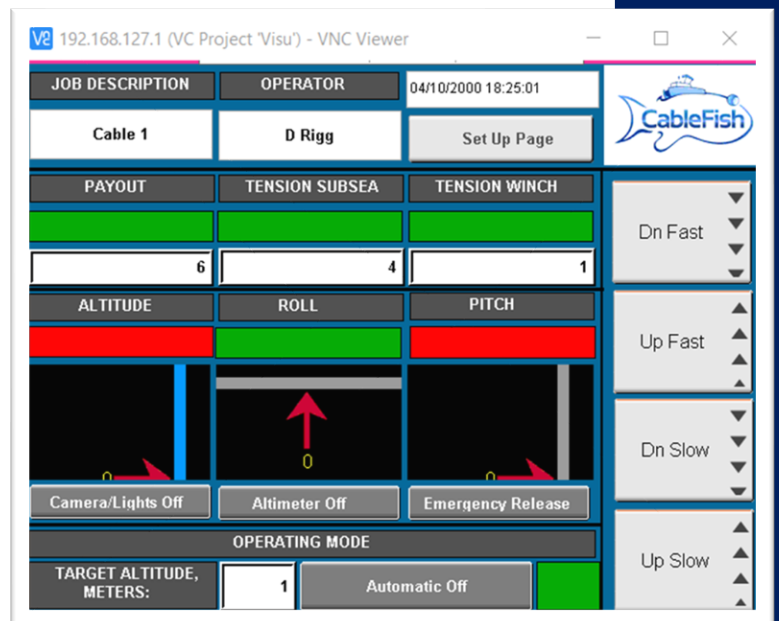 192.168.127.1 (VC Project 'Visu') - VNC Viewer
JOB DESCRIPTION OPERATOR 04/10/2000 18:25:01
Cable 1 D Rigg Set Up Page
CableFish
PAYOUT TENSION SUBSEA TENSION WINCH
6 4 1
Dn Fast
ALTITUDE ROLL PITCH
Up Fast
0 0 0
Dn Slow
Camera/Lights Off Altimeter Off Emergency Release
OPERATING MODE
TARGET ALTITUDE,
METERS: 1 Automatic Off
Up Slow